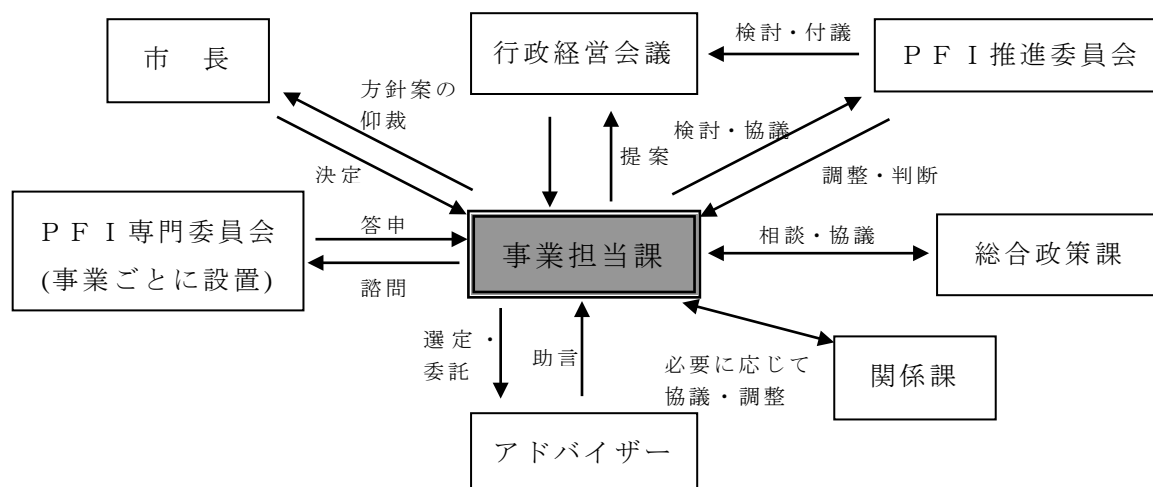 市　長
行政経営会議
検討・付議
ＰＦＩ推進委員会
方針案の
仰裁
提案
検討・協議
決定
調整・判断
ＰＦＩ専門委員会
(事業ごとに設置)
答申
諮問
事業担当課
相談・協議
総合政策課
選定・
委託
助言
必要に応じて
協議・調整
関係課
アドバイザー